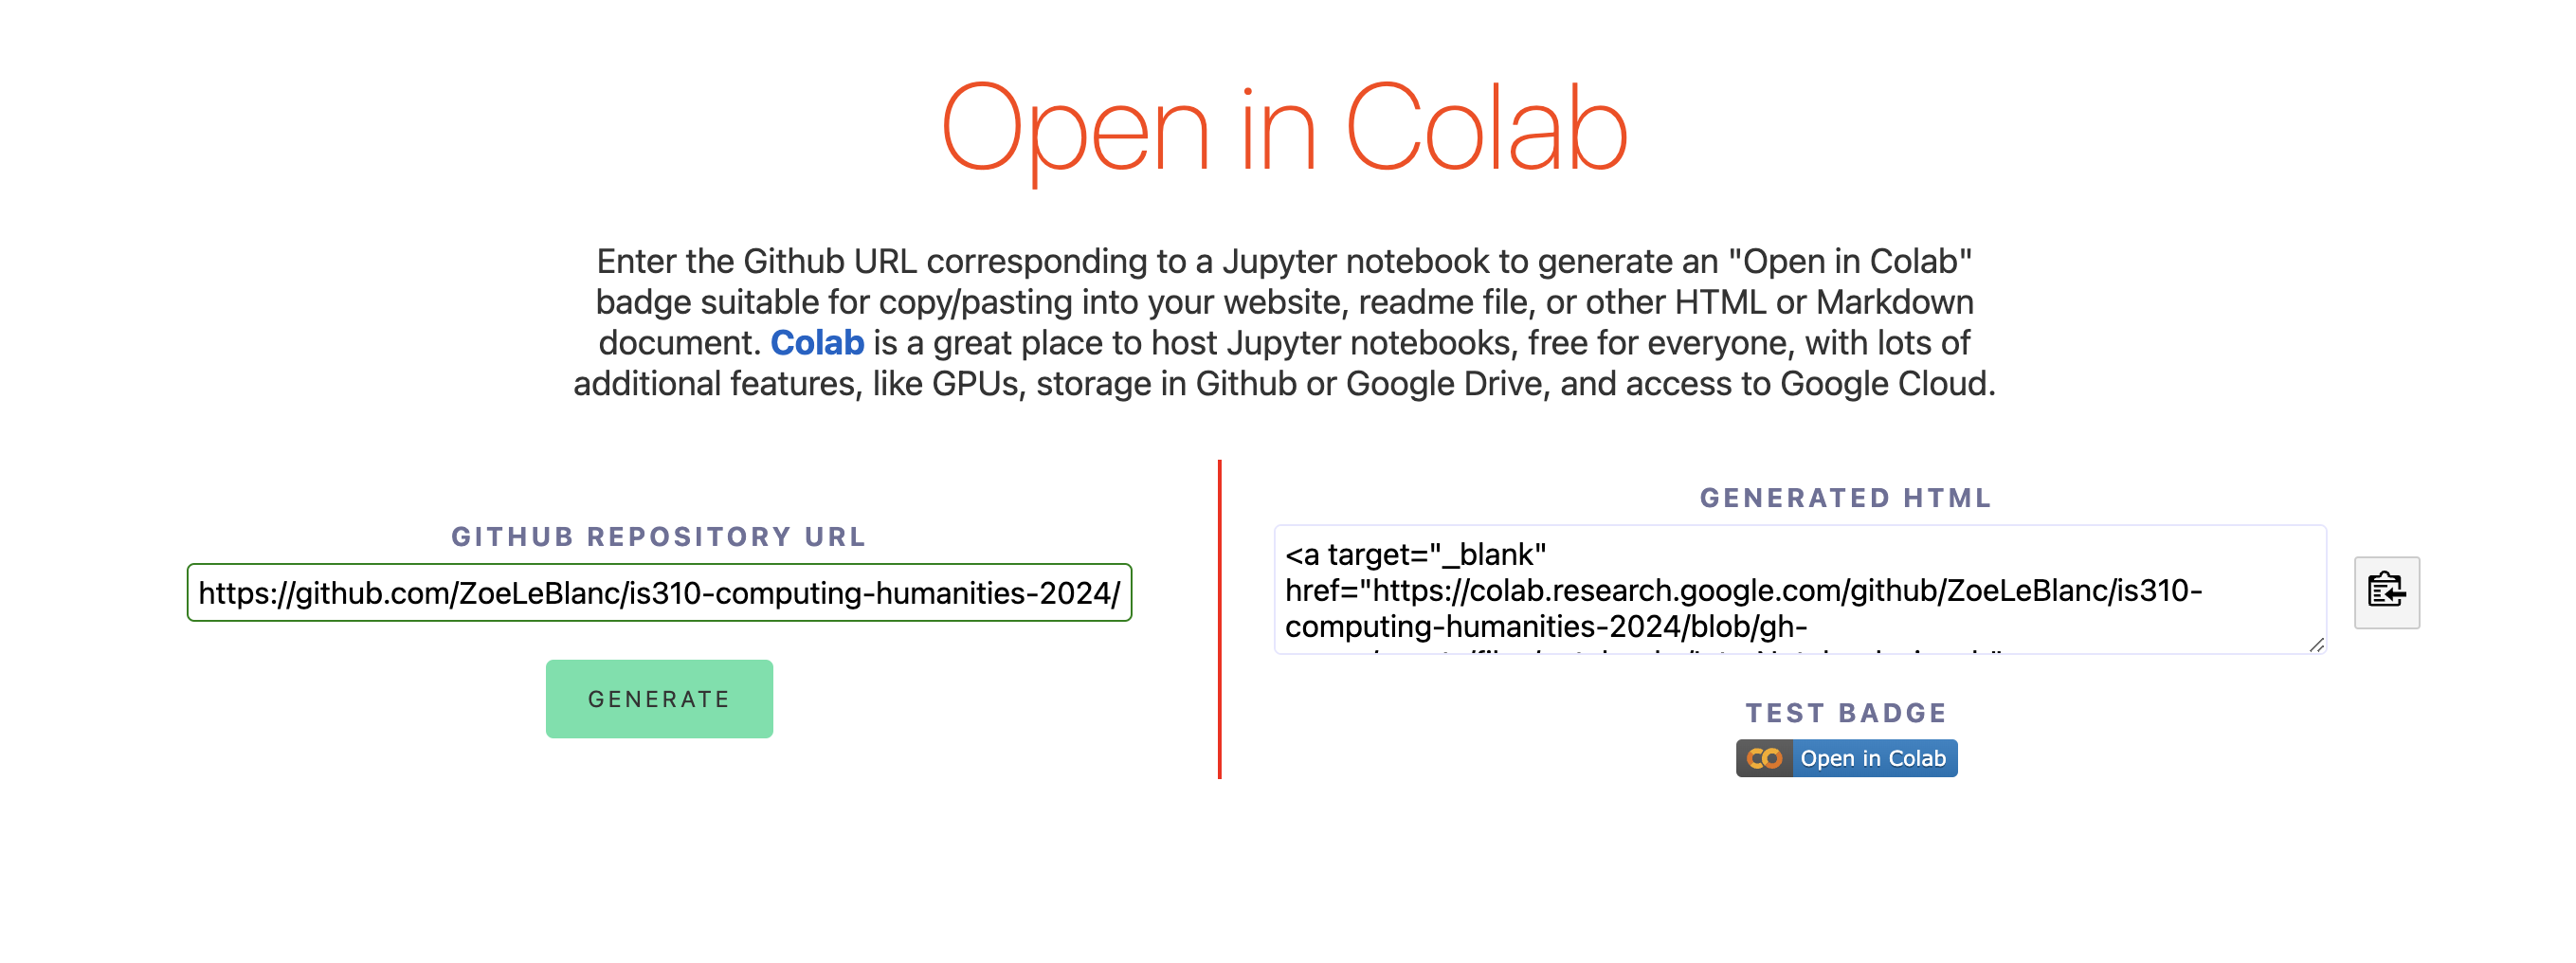 Open in Colab
Enter the Github URL corresponding to a Jupyter notebook to generate an "Open in Colab"
badge suitable for copy/pasting into your website, readme file, or other HTML or Markdown
document. Colab is a great place to host Jupyter notebooks, free for everyone, with lots of
additional features, like GPUs, storage in Github or Google Drive, and access to Google Cloud.
GITHUB REPOSITORY URL
https://github.com/ZoeLeBlanc/is310-computing-humanities-2024/
GENERATE
GENERATED HTML
<a target="_blank"
href="https://colab.research.google.com/github/ZoeLeBlanc/is310-
computing-humanities-2024/blob/gh-
TEST BADGE
Open in Colab